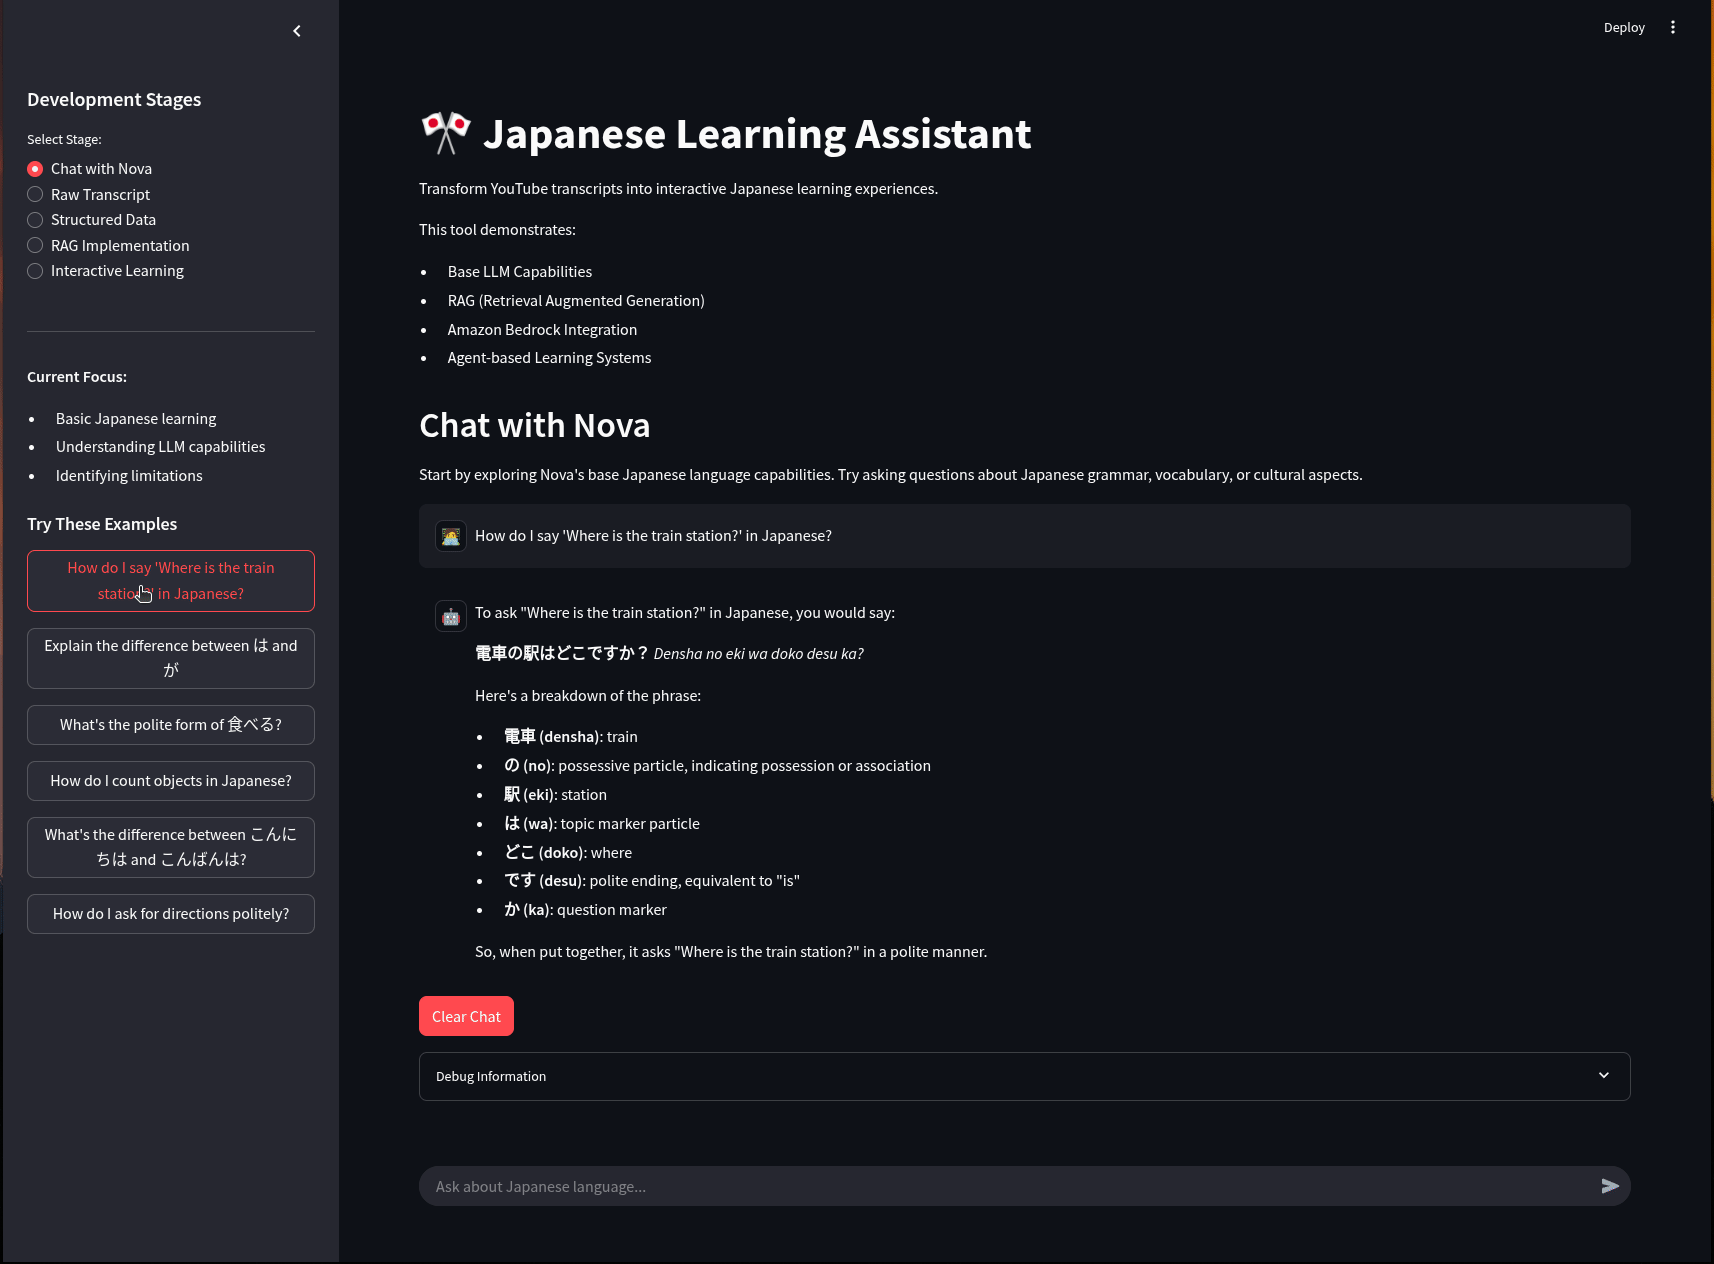 Deploy
Development Stages
Select Stage:
Chat with Nova
Raw Transcript
Structured Data
RAG Implementation
Interactive Learning
Current Focus:
Basic Japanese learning
Understanding LLM capabilities
Identifying limitations
Try These Examples
How do I say 'Where is the train
station?' in Japanese?
Explain the difference between は and
が
What's the polite form of 食べる?
How do I count objects in Japanese?
What's the difference between こんに
ちは and こんばんは?
How do I ask for directions politely?
Japanese Learning Assistant
Transform YouTube transcripts into interactive Japanese learning experiences.
This tool demonstrates:
Base LLM Capabilities
RAG (Retrieval Augmented Generation)
Amazon Bedrock Integration
Agent-based Learning Systems
Chat with Nova
Start by exploring Nova's base Japanese language capabilities. Try asking questions about Japanese grammar, vocabulary, or cultural aspects.
How do I say 'Where is the train station?' in Japanese?
To ask "Where is the train station?" in Japanese, you would say:
電車の駅はどこですか？ Densha no eki wa doko desu ka?
Here's a breakdown of the phrase:
電車 (densha): train
の (no): possessive particle, indicating possession or association
駅 (eki): station
は (wa): topic marker particle
どこ (doko): where
です (desu): polite ending, equivalent to "is"
か (ka): question marker
So, when put together, it asks "Where is the train station?" in a polite manner.
Clear Chat
Debug Information
Ask about Japanese language...